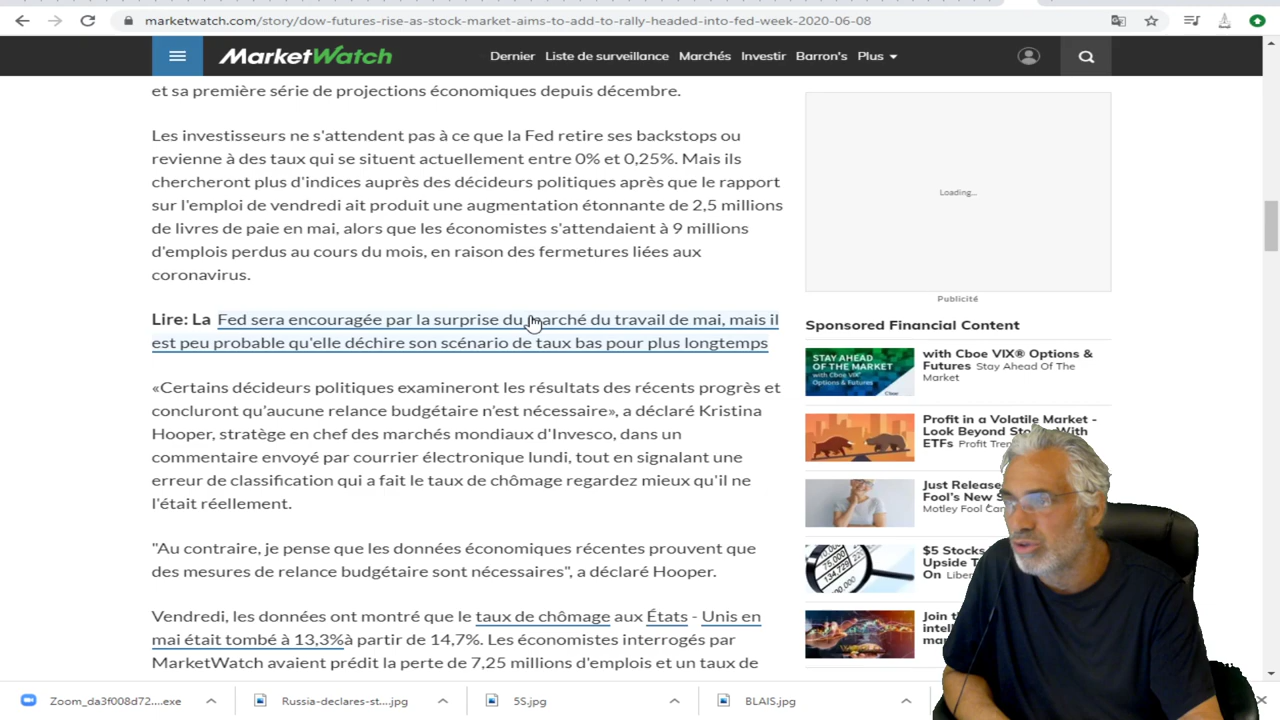 marketwatch.com/story/dow-futures-rise-as-stock-market-aims-to-add-to-rally-headed-into-fed-week-2020-06-08
MarketWatch Dernier Liste de surveillance Marchés Investir Barron's Plus
et sa première série de projections économiques depuis décembre.
Les investisseurs ne s'attendent pas à ce que la Fed retire ses backstops ou
revienne à des taux qui se situent actuellement entre 0% et 0,25%. Mais ils
chercheront plus d'indices auprès des décideurs politiques après que le rapport
sur l'emploi de vendredi ait produit une augmentation étonnante de 2,5 millions
de livres de paie en mai, alors que les économistes s'attendaient à 9 millions
d'emplois perdus au cours du mois, en raison des fermetures liées aux
coronavirus.
Lire: La Fed sera encouragée par la surprise du marché du travail de mai, mais il
est peu probable qu'elle déchire son scénario de taux bas pour plus longtemps
«Certains décideurs politiques examineront les résultats des récents progrès et
concluront qu'aucune relance budgétaire n'est nécessaire», a déclaré Kristina
Hooper, stratège en chef des marchés mondiaux d'Invesco, dans un
commentaire envoyé par courrier électronique lundi, tout en signalant une
erreur de classification qui a fait le taux de chômage regardez mieux qu'il ne
l'était réellement.
"Au contraire, je pense que les données économiques récentes prouvent que
des mesures de relance budgétaire sont nécessaires", a déclaré Hooper.
Vendredi, les données ont montré que le taux de chômage aux États - Unis en
mai était tombé à 13,3%à partir de 14,7%. Les économistes interrogés par
MarketWatch avaient prédit la perte de 7,25 millions d'emplois et un taux de
Loading...
Publicité
Sponsored Financial Content
STAY AHEAD
OF THE MARKET
with Cboe VIX® Options &
Futures Stay Ahead Of The
Market
Profit in a Volatile Market -
Look Beyond With
ETFs Profit
Just
Fool's New
Motley Fool
$5 Stocks
Upside
On
Join
Zoom_da3f008d72....exe
Russia-declares-st....jpg
5S.jpg
BLAIS.jpg